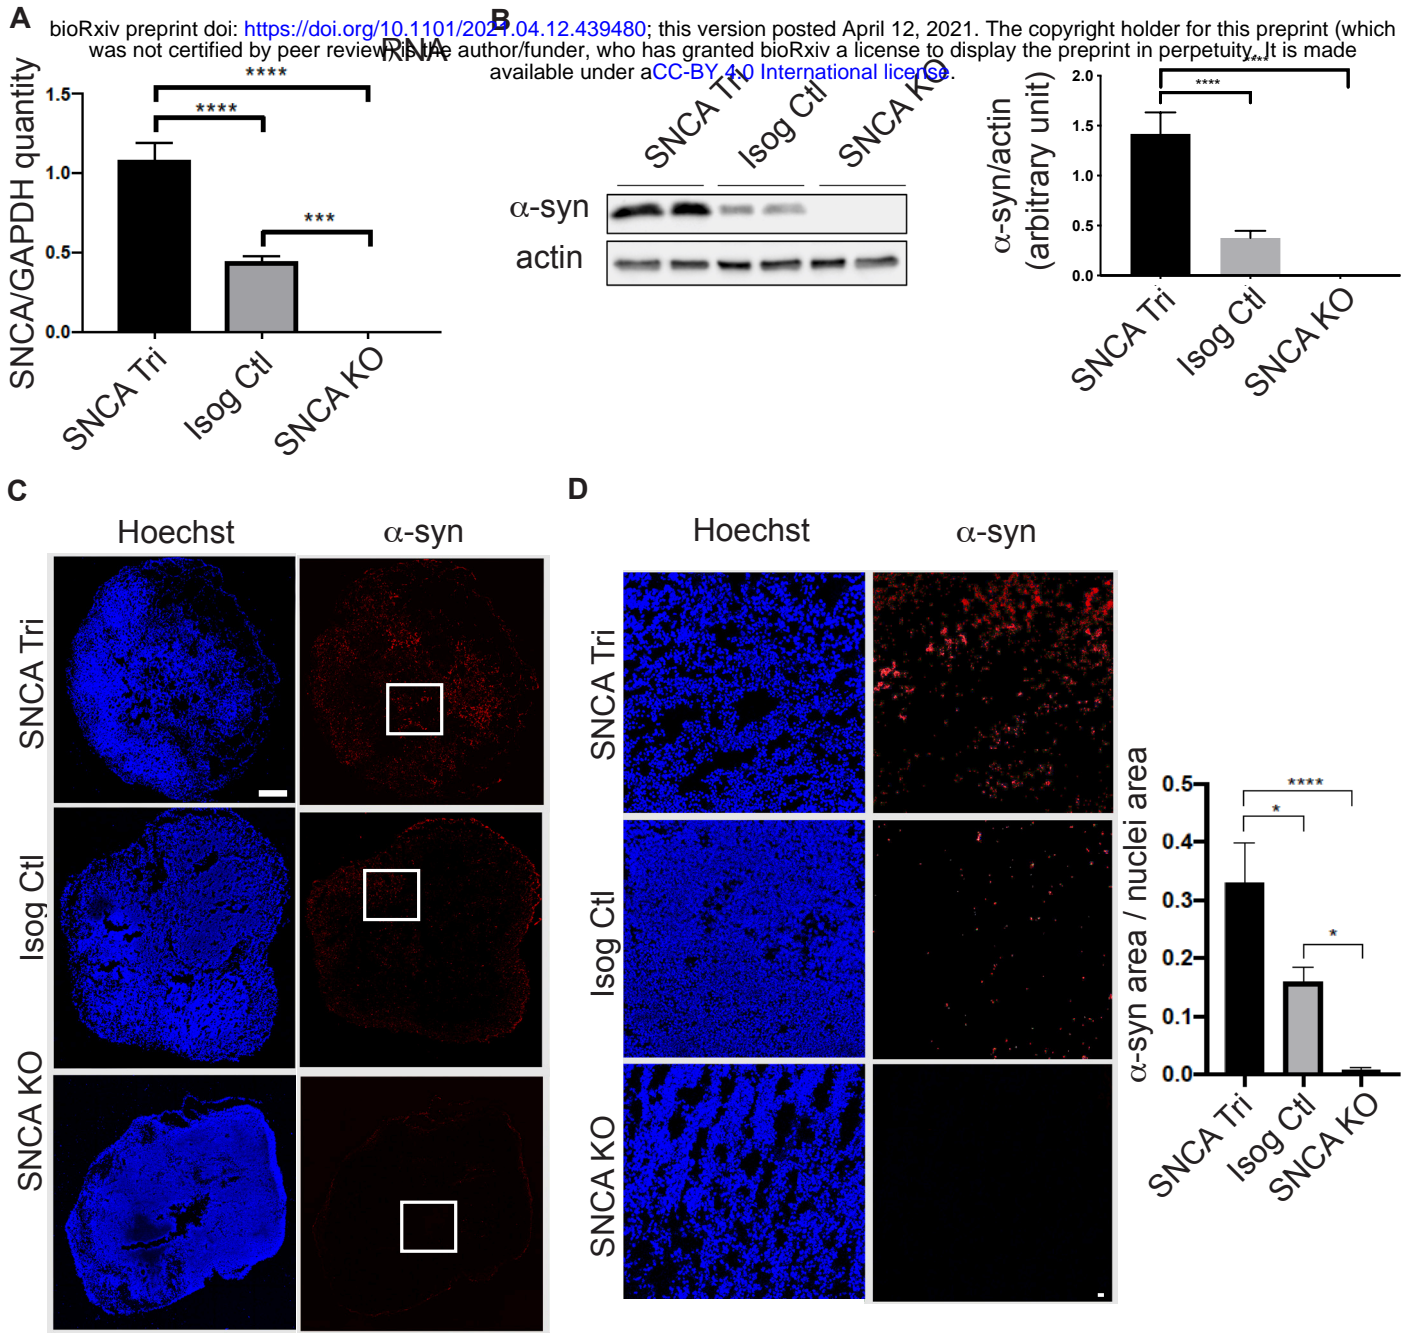 A
bioRxiv preprint doi: https://doi.org/10.1101/2021.04.12.439480; this version posted April 12, 2021. The copyright holder for this preprint (which
was not certified by peer review) is the author/funder, who has granted bioRxiv a license to display the preprint in perpetuity. It is made
available under aCC-BY 4.0 International license.
RNA
SNCA/GAPDH quantity
1.5
1.0
0.5
0.0
****
****
***
SNCA Tri
Isog Ctl
SNCA KO
B
SNCA Tri
Isog Ctl
SNCA KO
α-syn
actin
α-syn/actin
(arbitrary unit)
2.0
1.5
1.0
0.5
0.0
****
****
SNCA Tri
Isog Ctl
SNCA KO
C
Hoechst
α-syn
SNCA Tri
Isog Ctl
SNCA KO
D
Hoechst
α-syn
SNCA Tri
Isog Ctl
SNCA KO
α-syn area / nuclei area
0.5
0.4
0.3
0.2
0.1
0.0
****
*
*
SNCA Tri
Isog Ctl
SNCA KO